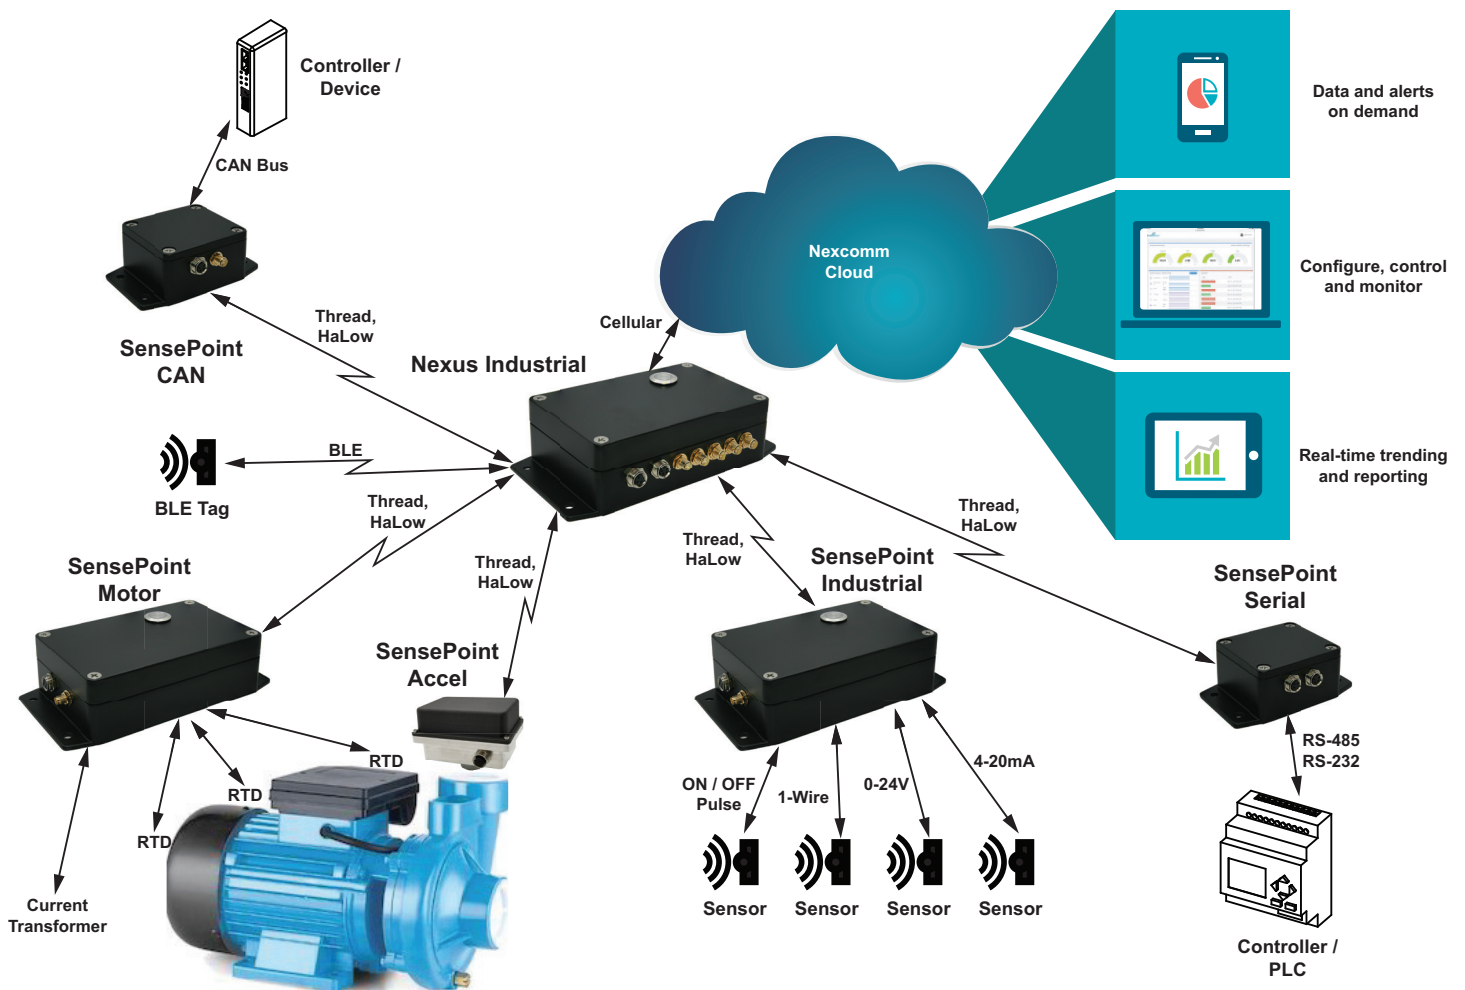 Controller /
Device
CAN Bus
SensePoint
CAN
Thread,
HaLow
Nexus Industrial
Cellular
Nexcomm
Cloud
Data and alerts
on demand
Configure, control
and monitor
Real-time trending
and reporting
BLE
BLE Tag
Thread,
HaLow
Thread,
HaLow
Thread,
HaLow
Thread,
HaLow
SensePoint
Motor
SensePoint
Accel
SensePoint
Industrial
SensePoint
Serial
RTD
RTD
RTD
Current
Transformer
ON / OFF
Pulse
1-Wire
0-24V
4-20mA
Sensor
Sensor
Sensor
Sensor
RS-485
RS-232
Controller /
PLC